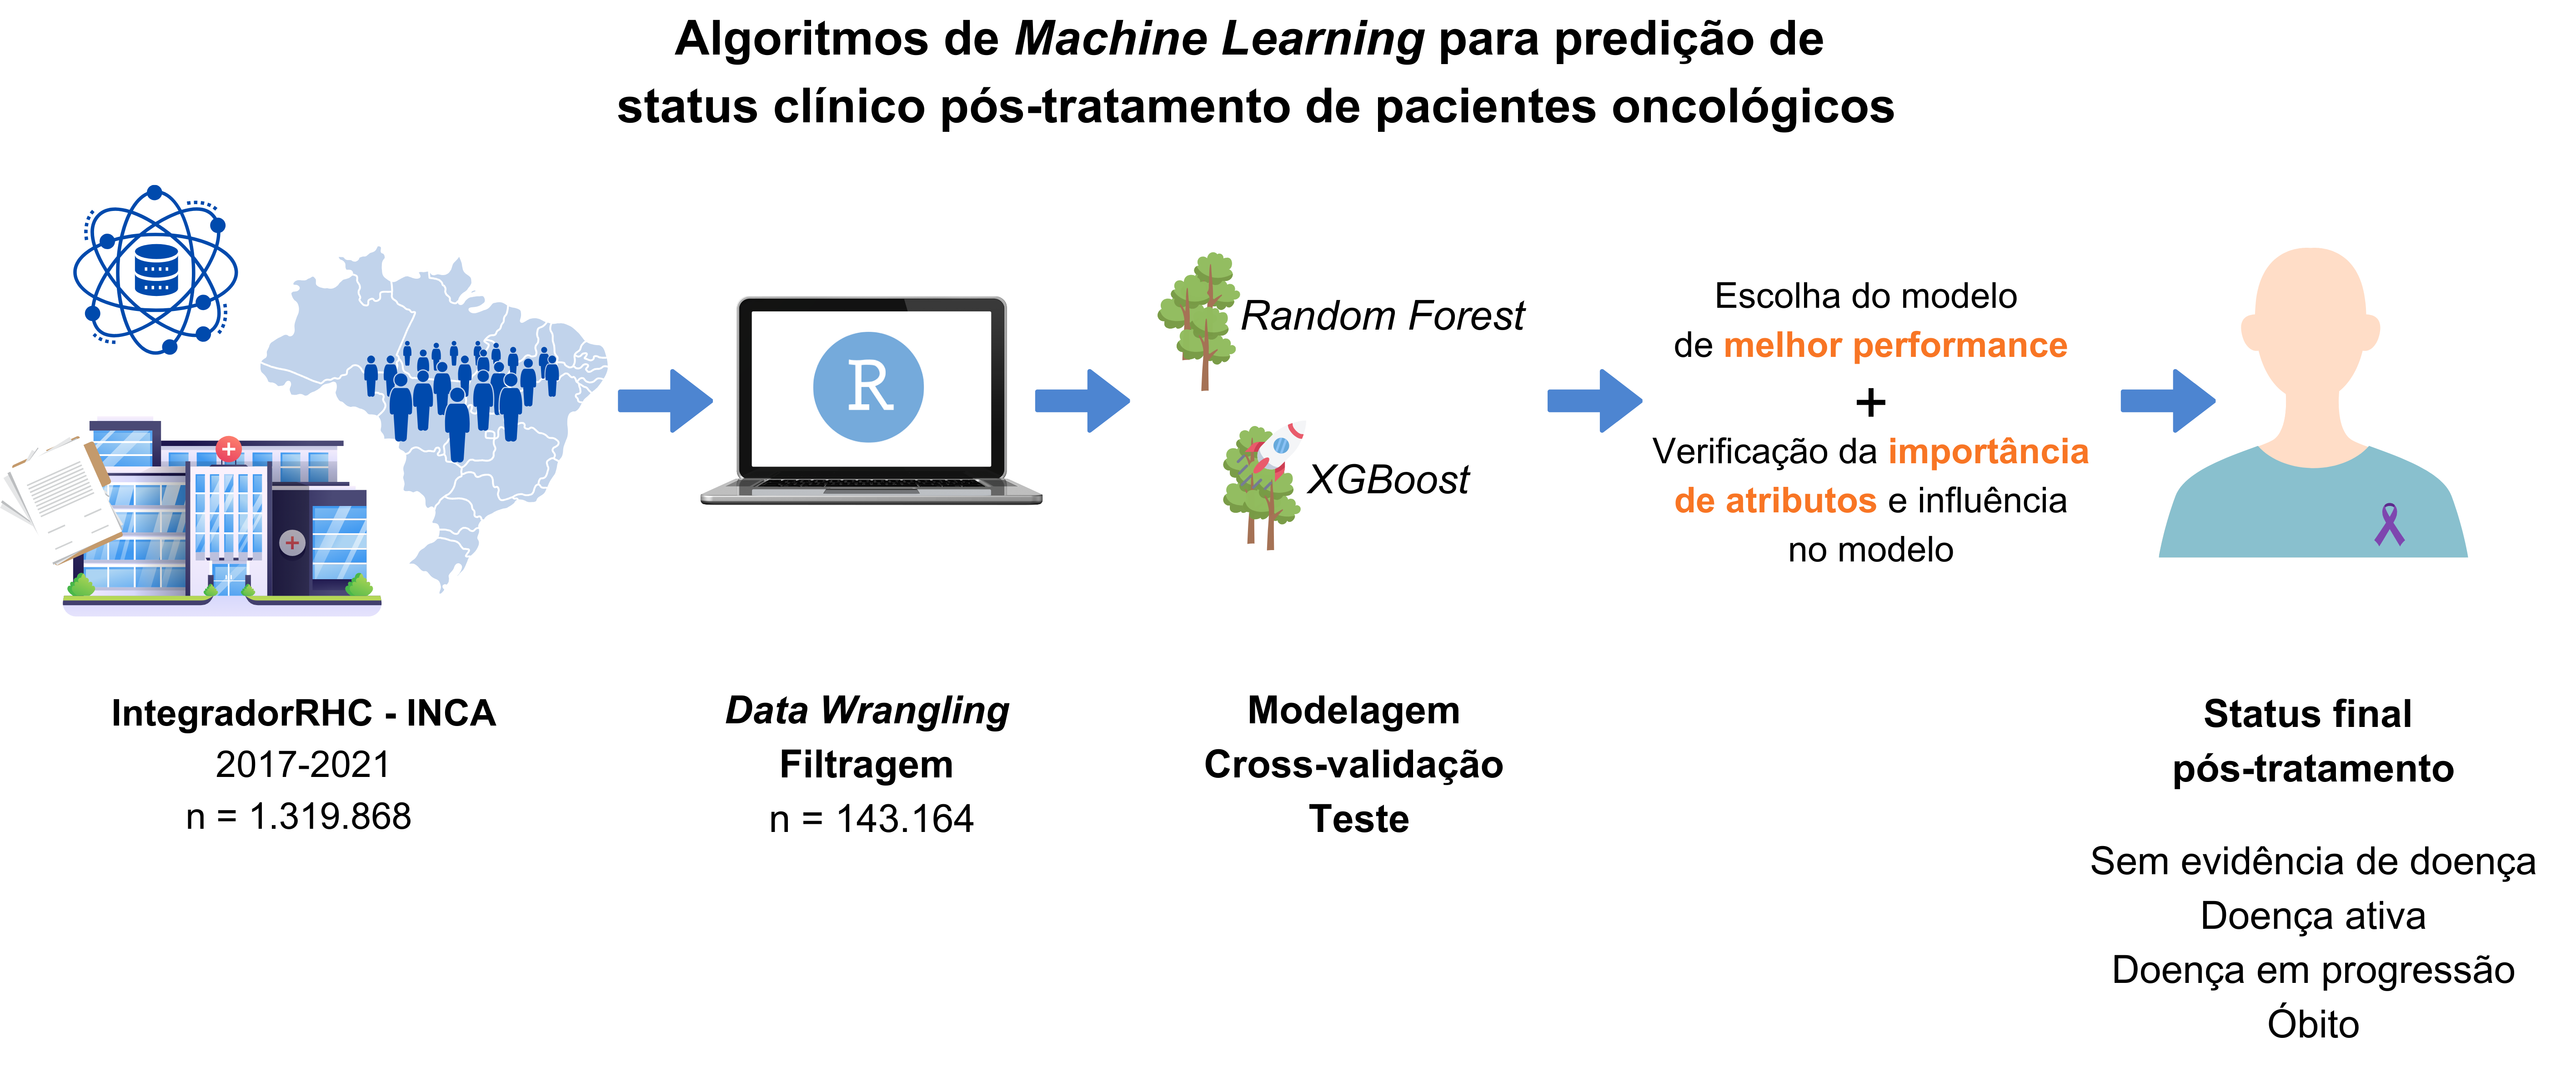 Algoritmos de Machine Learning para predição de
status clínico pós-tratamento de pacientes oncológicos
R
Random Forest
XGBoost
Escolha do modelo
de melhor performance
+
Verificação da importância
de atributos e influência
no modelo
IntegradorRHC - INCA
2017-2021
n = 1.319.868
Data Wrangling
Filtragem
n = 143.164
Modelagem
Cross-validação
Teste
Status final
pós-tratamento
Sem evidência de doença
Doença ativa
Doença em progressão
Óbito